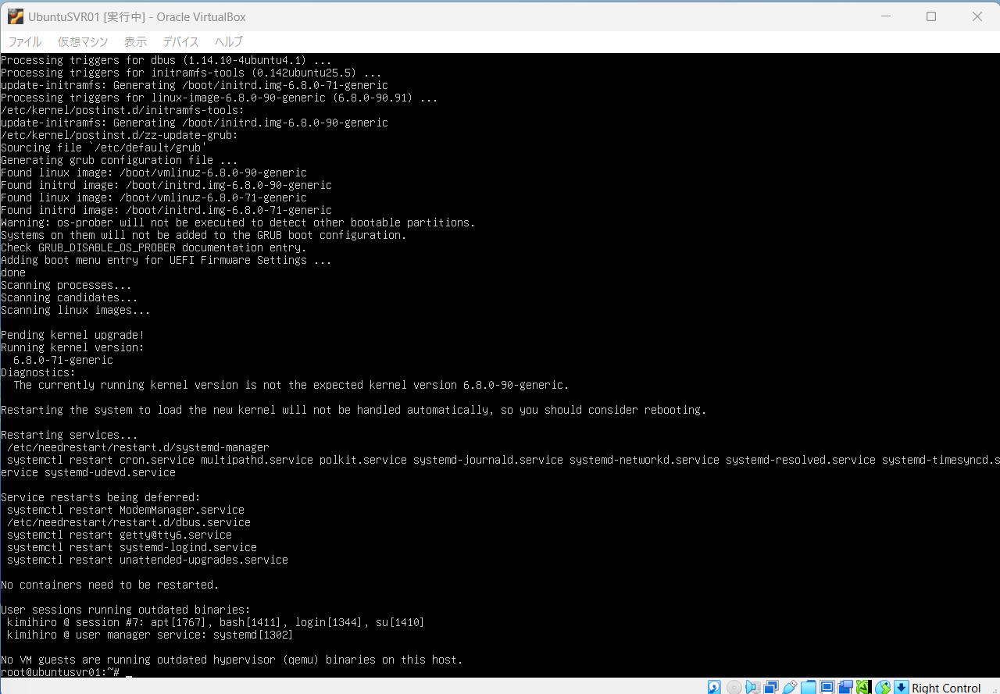 UbuntuSVR01 [実行中] - Oracle VirtualBox
ファイル 仮想マシン 表示 デバイス ヘルプ
Processing triggers for dbus (1.14.10-4ubuntu4.1) ...
Processing triggers for initramfs-tools (0.142ubuntu25.5) ...
update-initramfs: Generating /boot/initrd.img-6.8.0-71-generic
Processing triggers for linux-image-6.8.0-90-generic (6.8.0-90.91) ...
/etc/kernel/postinst.d/initramfs-tools:
update-initramfs: Generating /boot/initrd.img-6.8.0-90-generic
/etc/kernel/postinst.d/zz-update-grub:
Sourcing file `/etc/default/grub'
Generating grub configuration file ...
Found linux image: /boot/vmlinuz-6.8.0-90-generic
Found initrd image: /boot/initrd.img-6.8.0-90-generic
Found linux image: /boot/vmlinuz-6.8.0-71-generic
Found initrd image: /boot/initrd.img-6.8.0-71-generic
Warning: os-prober will not be executed to detect other bootable partitions.
Systems on them will not be added to the GRUB boot configuration.
Check GRUB_DISABLE_OS_PROBER documentation entry.
Adding boot menu entry for UEFI Firmware Settings ...
done
Scanning processes...
Scanning candidates...
Scanning linux images...
Pending kernel upgrade!
Running kernel version:
  6.8.0-71-generic
Diagnostics:
  The currently running kernel version is not the expected kernel version 6.8.0-90-generic.
Restarting the system to load the new kernel will not be handled automatically, so you should consider rebooting.
Restarting services...
 /etc/needrestart/restart.d/systemd-manager
 systemctl restart cron.service multipathd.service polkit.service systemd-journald.service systemd-networkd.service systemd-resolved.service systemd-timesyncd.s
ervice systemd-udevd.service
Service restarts being deferred:
 systemctl restart ModemManager.service
 /etc/needrestart/restart.d/dbus.service
 systemctl restart getty@tty6.service
 systemctl restart systemd-logind.service
 systemctl restart unattended-upgrades.service
No containers need to be restarted.
User sessions running outdated binaries:
 kimihiro @ session #7: apt[1767], bash[1411], login[1344], su[1410]
 kimihiro @ user manager service: systemd[1302]
No VM guests are running outdated hypervisor (qemu) binaries on this host.
root@ubuntusvr01:~# _
Right Control